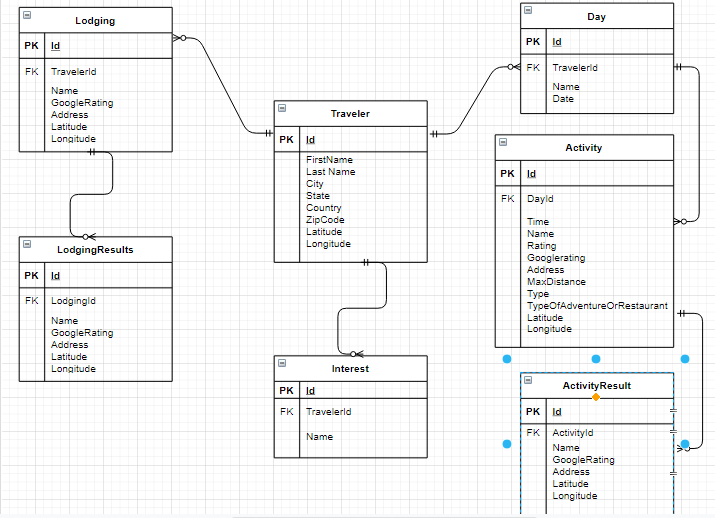 Lodging
PK Id
FK TravelerId
Name
GoogleRating
Address
Latitude
Longitude
LodgingResults
PK Id
FK LodgingId
Name
GoogleRating
Address
Latitude
Longitude
Traveler
PK Id
FirstName
Last Name
City
State
Country
ZipCode
Latitude
Longitude
Interest
PK Id
FK TravelerId
Name
Day
PK Id
FK TravelerId
Name
Date
Activity
PK Id
FK DayId
Time
Name
Rating
Googlerating
Address
MaxDistance
Type
TypeOfAdventureOrRestaurant
Latitude
Longitude
ActivityResult
PK Id
FK ActivityId
Name
GoogleRating
Address
Latitude
Longitude